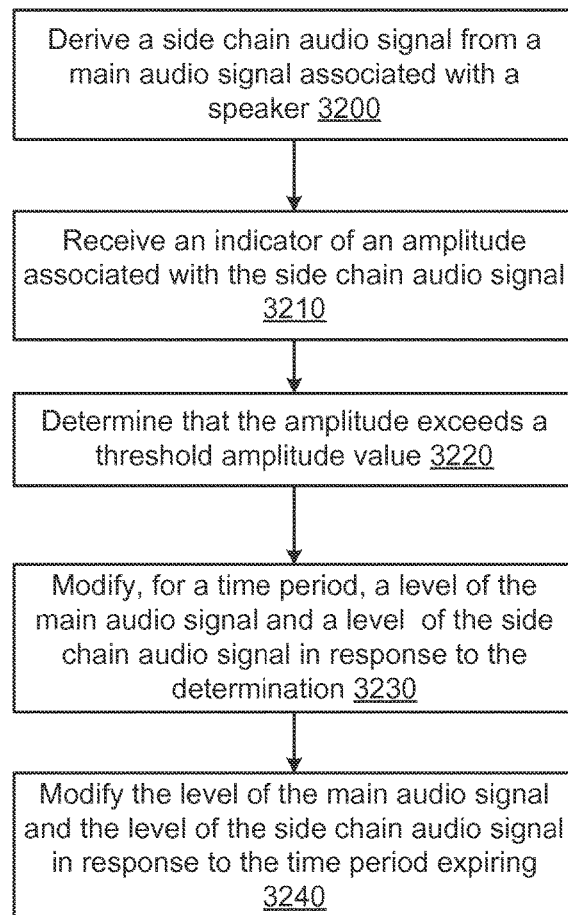 Derive a side chain audio signal from a
main audio signal associated with a
speaker 3200
Receive an indicator of an amplitude
associated with the side chain audio signal
3210
Determine that the amplitude exceeds a
threshold amplitude value 3220
Modify, for a time period, a level of the
main audio signal and a level of the side
chain audio signal in response to the
determination 3230
Modify the level of the main audio signal
and the level of the side chain audio signal
in response to the time period expiring
3240